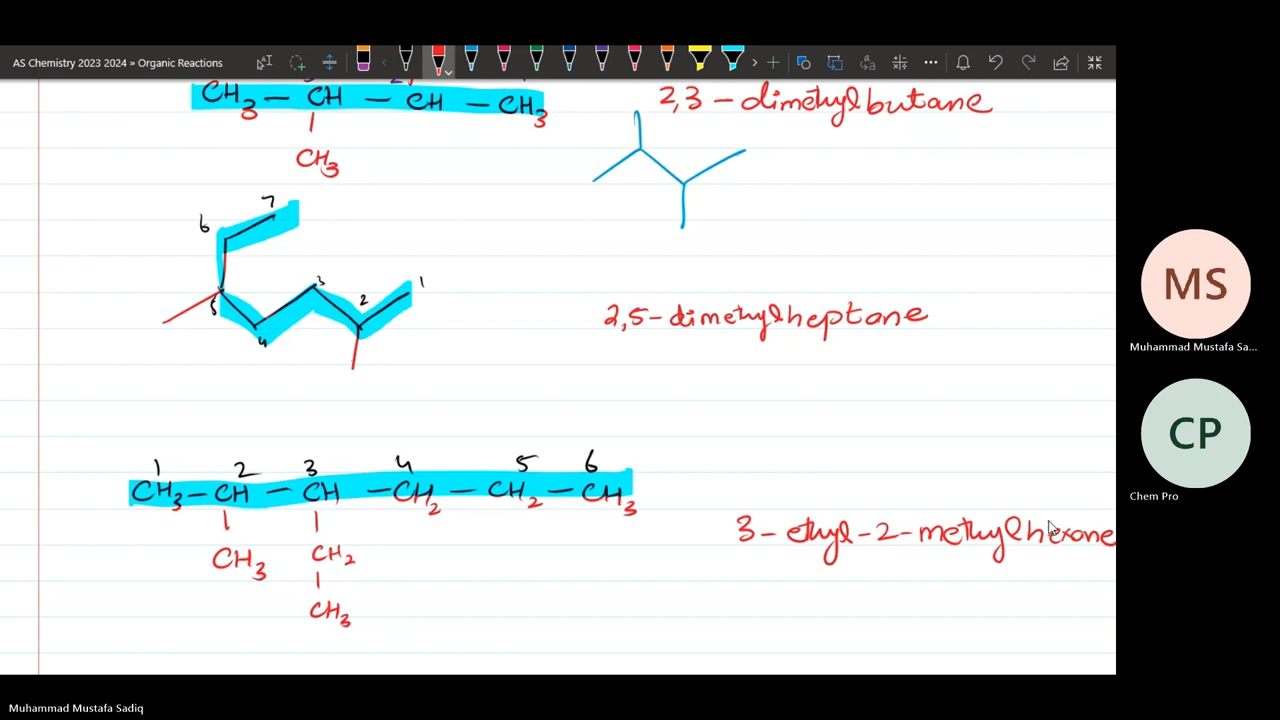 AS Chemistry 2023 2024 » Organic Reactions
CH3 — CH — CH — CH3
2,3 - dimethylbutane
CH3
7
6
3
1
2
5
4
2,5-dimethylheptane
1 2 3 4 5 6
CH3 — CH — CH — CH2 — CH2 — CH3
3 - ethyl - 2 - methylhexane
CH3 CH2
CH3
MS
Muhammad Mustafa Sa...
CP
Chem Pro
Muhammad Mustafa Sadiq